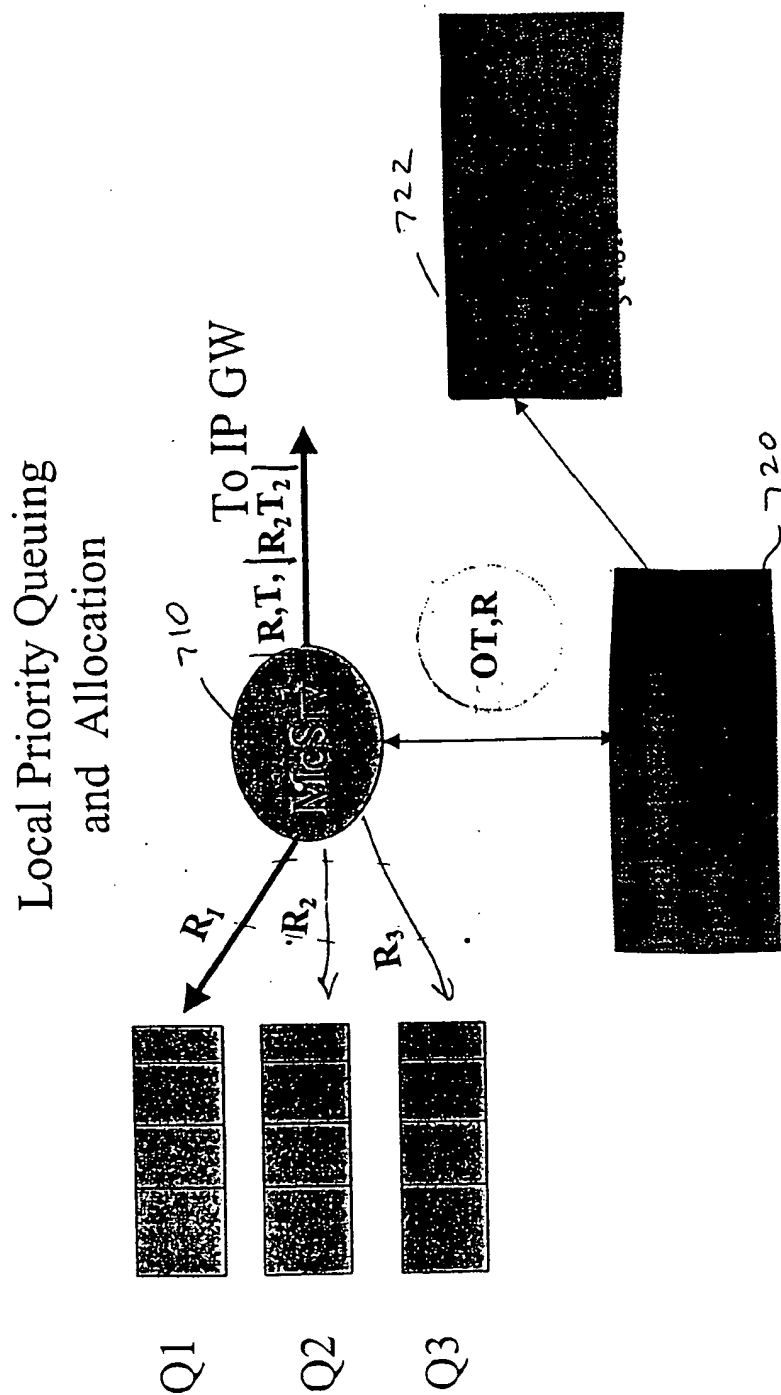 Local Priority Queuing
and Allocation
Q1
Q2
Q3
R₁
R₂
R₃
710
McSrv
To IP GW
R,T, |R₂T₂|
OT,R
720
722